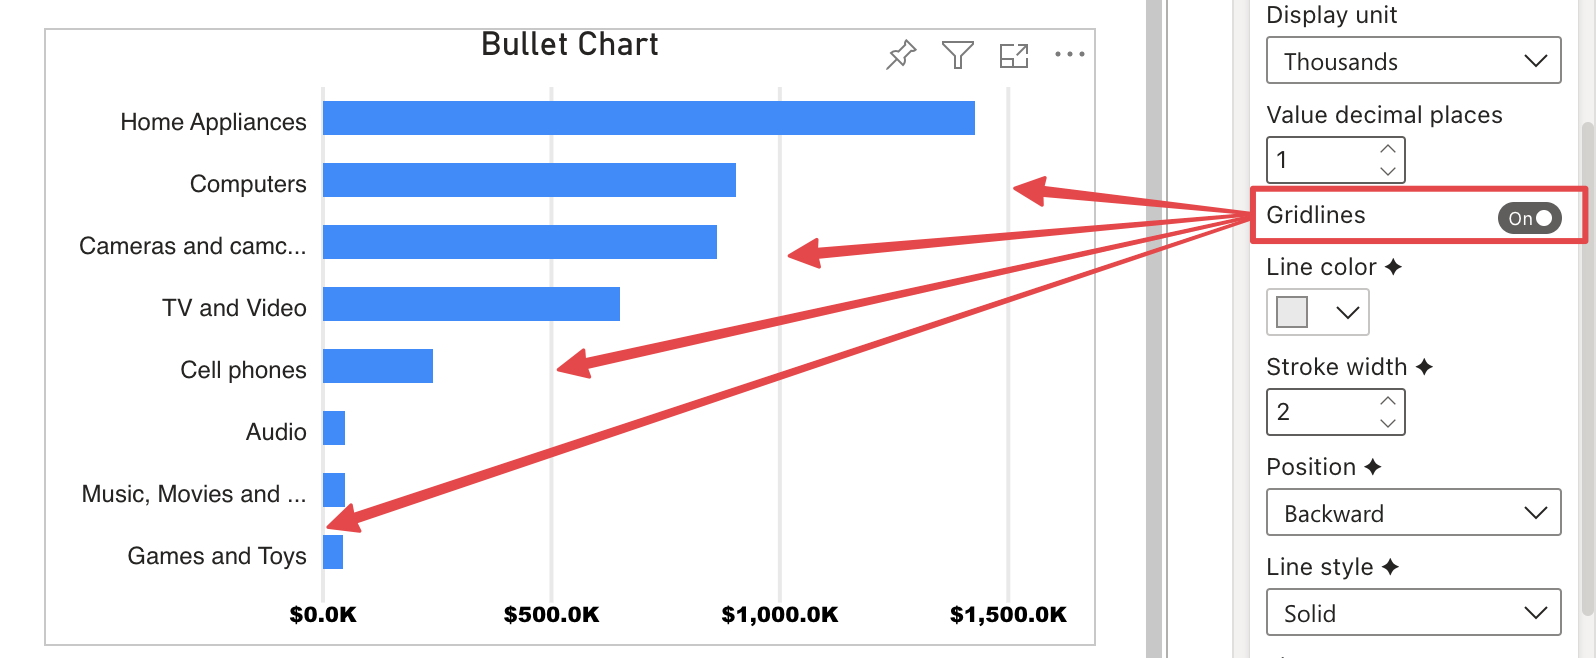 Bullet Chart
Home Appliances
Computers
Cameras and camc...
TV and Video
Cell phones
Audio
Music, Movies and ...
Games and Toys
$0.0K $500.0K $1,000.0K $1,500.0K
Display unit
Thousands
Value decimal places
1
Gridlines On
Line color
Stroke width
2
Position
Backward
Line style
Solid